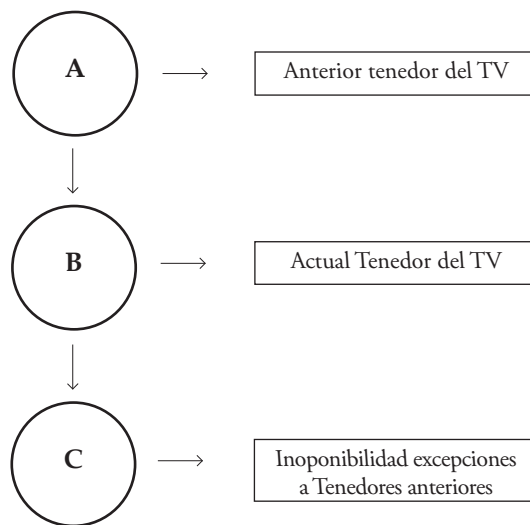 A
Anterior tenedor del TV
B
Actual Tenedor del TV
C
Inoponibilidad excepciones
a Tenedores anteriores